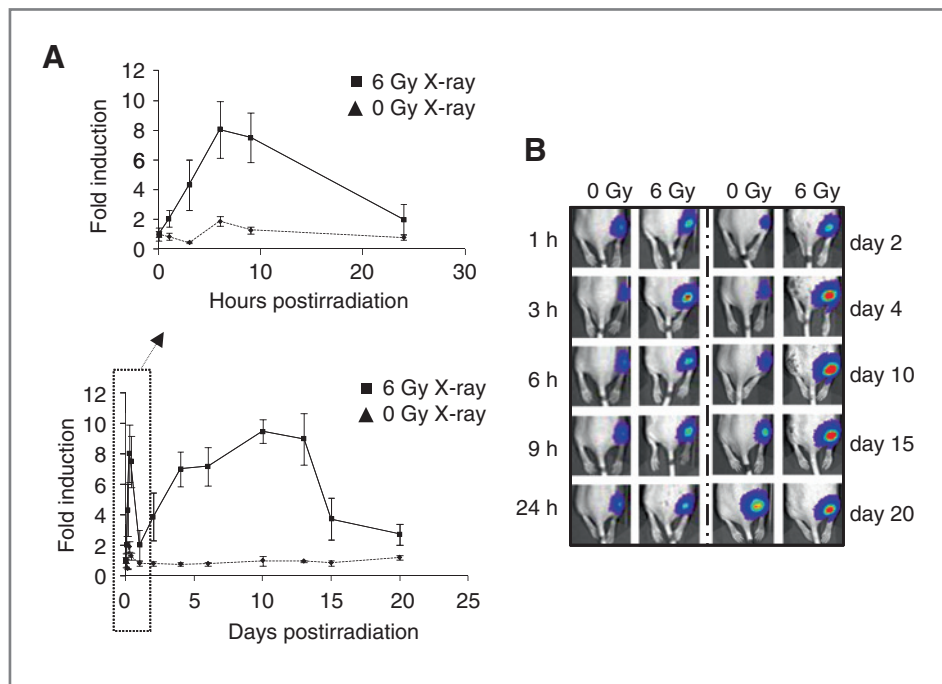 A
12
10
8
6
4
2
0
Fold induction
6 Gy X-ray
0 Gy X-ray
0 10 20 30
Hours postirradiation
12
10
8
6
4
2
0
Fold induction
6 Gy X-ray
0 Gy X-ray
0 5 10 15 20 25
Days postirradiation
B
0 Gy 6 Gy 0 Gy 6 Gy
1 h day 2
3 h day 4
6 h day 10
9 h day 15
24 h day 20